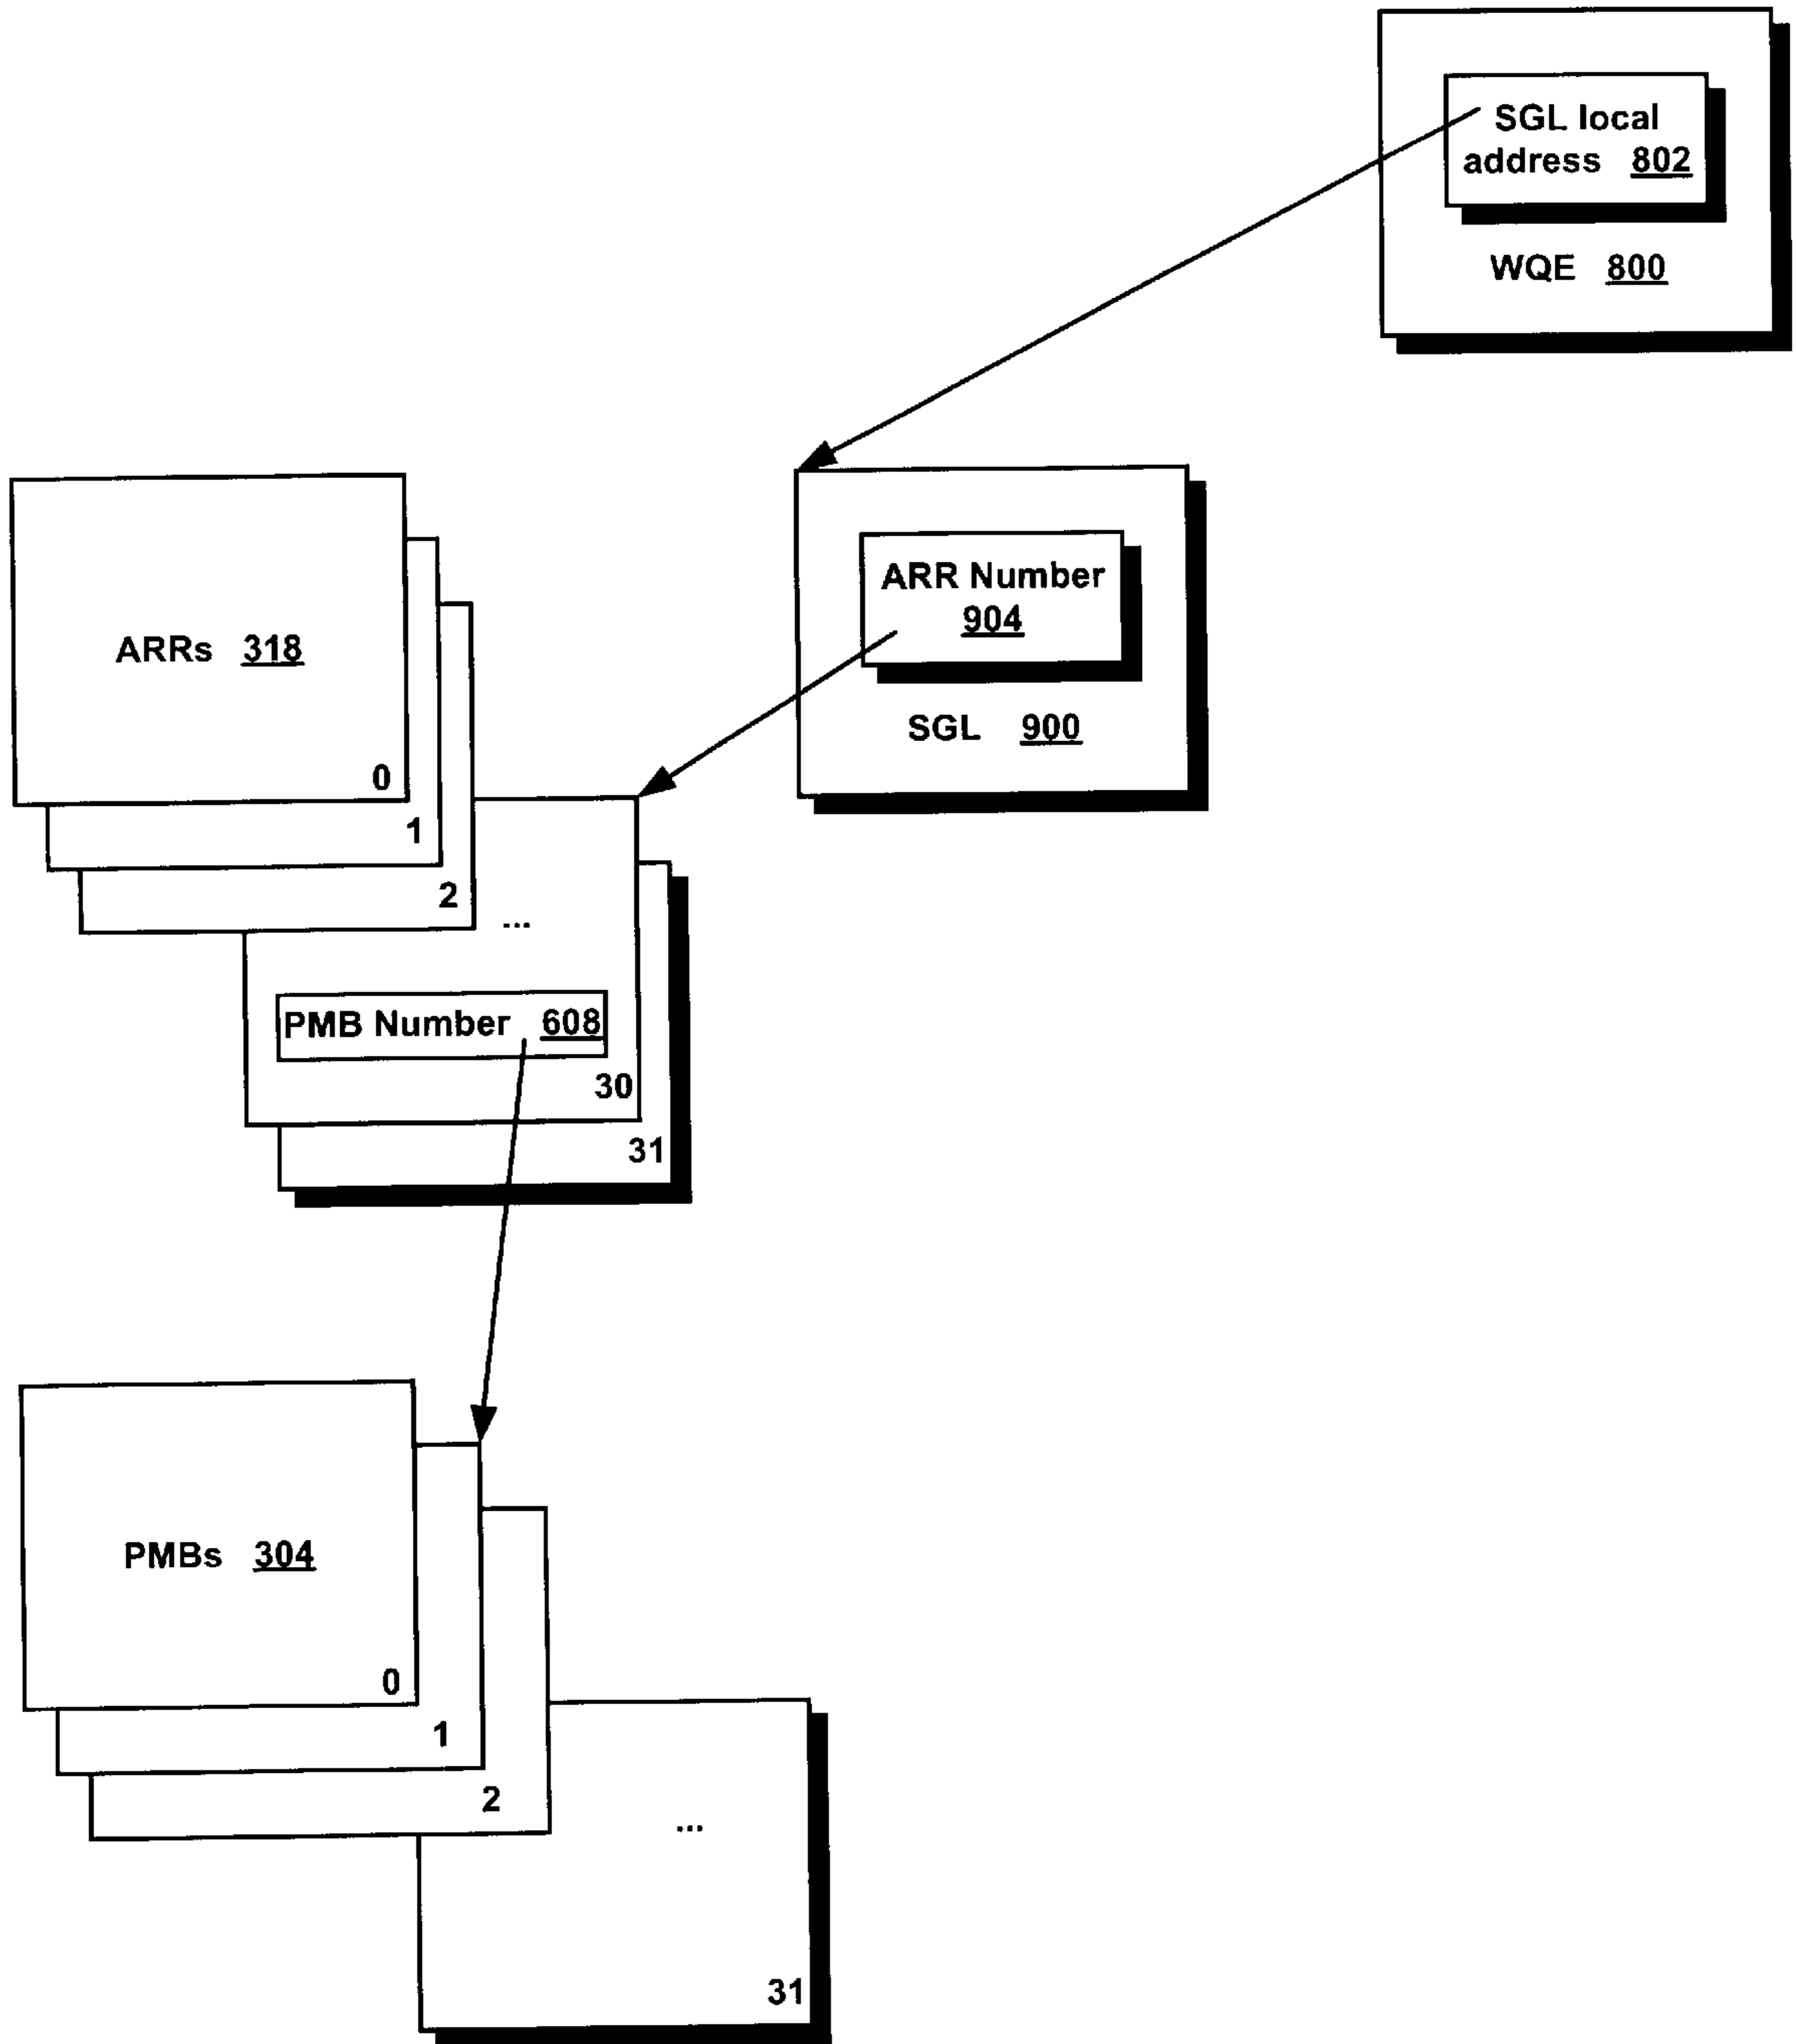 SGL local
address 802
WQE 800
ARR Number
904
SGL 900
ARRs 318
0
1
2
...
PMB Number 608
30
31
PMBs 304
0
1
2
...
31